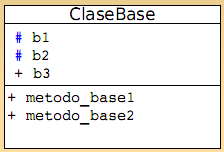 ClaseBase
# b1
# b2
+ b3
+ metodo_base1
+ metodo_base2